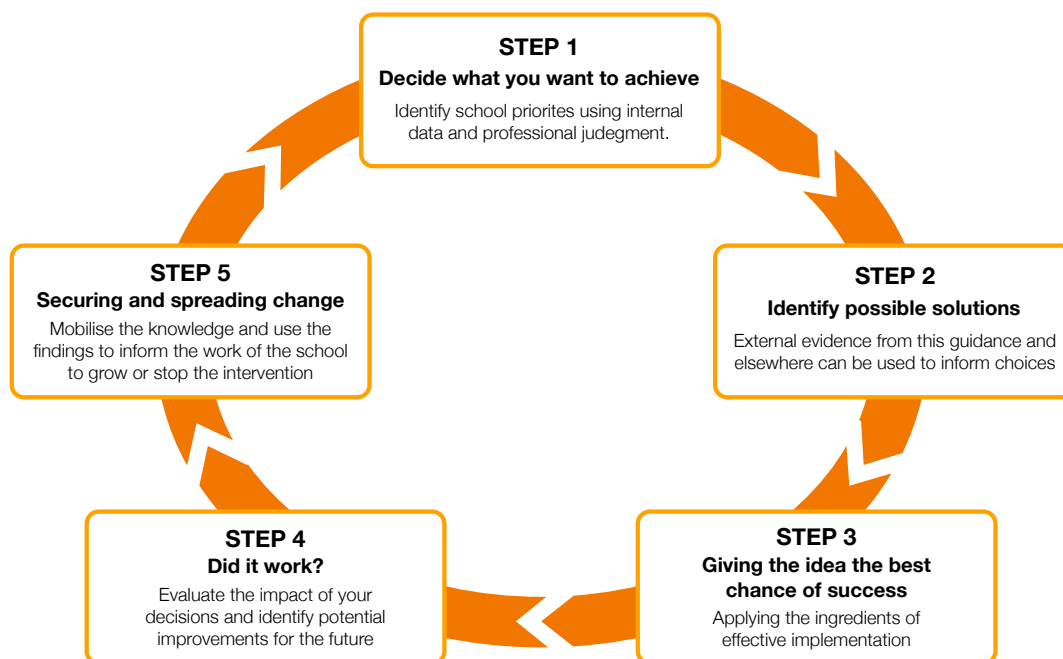 STEP 1
Decide what you want to achieve
Identify school priorites using internal
data and professional judegment.
STEP 2
Identify possible solutions
External evidence from this guidance and
elsewhere can be used to inform choices
STEP 3
Giving the idea the best
chance of success
Applying the ingredients of
effective implementation
STEP 4
Did it work?
Evaluate the impact of your
decisions and identify potential
improvements for the future
STEP 5
Securing and spreading change
Mobilise the knowledge and use the
findings to inform the work of the school
to grow or stop the intervention